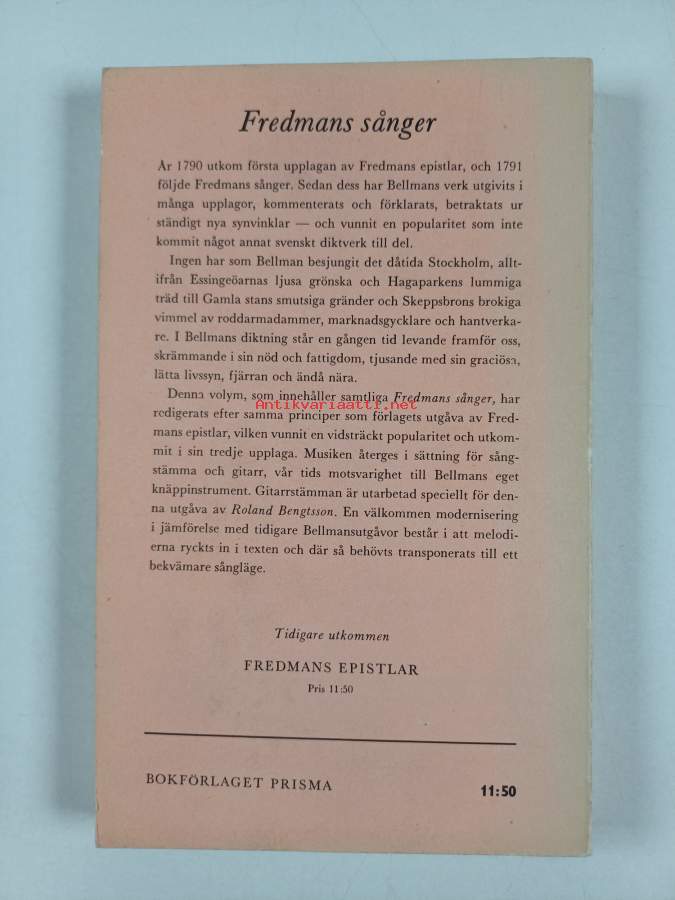 Fredmans sånger
Ar 1790 utkom första upplagan av Fredmans epistlar, och 1791
följde Fredmans sånger. Sedan dess har Bellmans verk utgivits i
många upplagor, kommenterats och förklarats, betraktats ur
ständigt nya synvinklar — och vunnit en popularitet som inte
kommit något annat svenskt diktverk till del.
Ingen har som Bellman besjungit det dåtida Stockholm, allt-
ifrån Essingeöarnas ljusa grönska och Hagaparkens lummiga
träd till Gamla stans smutsiga gränder och Skeppsbrons brokiga
vimmel av roddarmadammer, marknadsgycklare och hantverka-
re. I Bellmans diktning står en gången tid levande framför oss,
skrämmande i sin nöd och fattigdom, tjusande med sin graciösa,
lätta livssyn, fjärran och ändå nära.
Denna volym, som innehåller samtliga Fredmans sånger, har
Antikvariaatti.net
redigerats efter samma principer som förlagets utgåva av Fred-
mans epistlar, vilken vunnit en vidsträckt popularitet och utkom-
mit i sin tredje upplaga. Musiken återges i sättning för sång-
stämma och gitarr, vår tids motsvarighet till Bellmans eget
knäppinstrument. Gitarrstämman är utarbetad speciellt för den-
na utgåva av Roland Bengtsson. En välkommen modernisering
i jämförelse med tidigare Bellmansutgåvor består i att melodi-
erna ryckts in i texten och där så behövts transponerats till ett
bekvämare sångläge.
Tidigare utkommen
FREDMANS EPISTLAR
Pris 11:50
BOKFÖRLAGET PRISMA
11:50